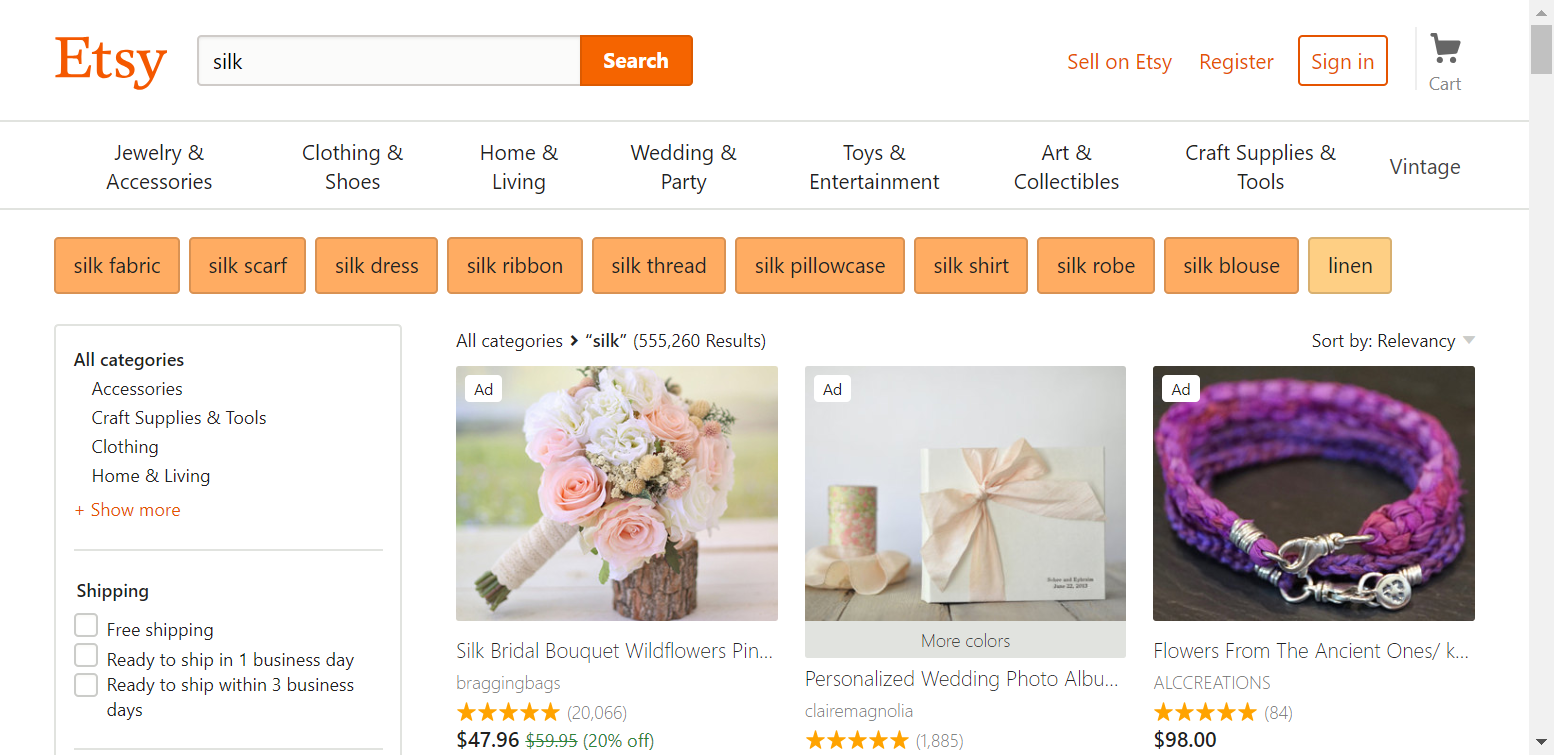 Etsy
silk
Search
Sell on Etsy
Register
Sign in
Cart
Jewelry &
Accessories
Clothing &
Shoes
Home &
Living
Wedding &
Party
Toys &
Entertainment
Art &
Collectibles
Craft Supplies &
Tools
Vintage
silk fabric
silk scarf
silk dress
silk ribbon
silk thread
silk pillowcase
silk shirt
silk robe
silk blouse
linen
All categories
Accessories
Craft Supplies & Tools
Clothing
Home & Living
+ Show more
Shipping
Free shipping
Ready to ship in 1 business day
Ready to ship within 3 business
days
All categories > “silk” (555,260 Results)
Sort by: Relevancy
Ad
Silk Bridal Bouquet Wildflowers Pin...
braggingbags
(20,066)
$47.96 $59.95 (20% off)
Ad
June 22, 2013
More colors
Personalized Wedding Photo Albu...
clairemagnolia
(1,885)
Ad
Flowers From The Ancient Ones/ k...
ALCCREATIONS
(84)
$98.00